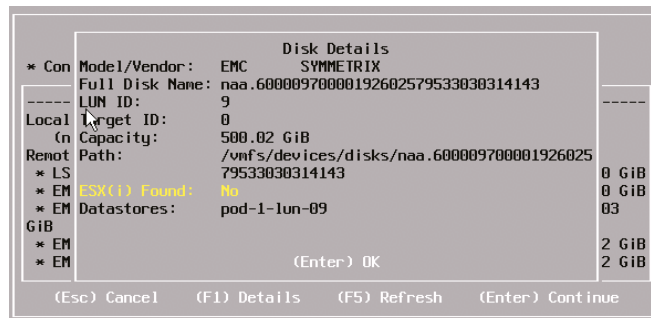 Disk Details
* Con Model/Vendor: EMC SYMMETRIX
Full Disk Name: naa.60000970000192602579533030314143
----- LUN ID: 9 -----
Local Target ID: 0
(n Capacity: 500.02 GiB
Remot Path: /vmfs/devices/disks/naa.600009700001926025
* LS 79533030314143 0 GiB
* EM ESX(i) Found: No 0 GiB
* EM Datastores: pod-1-lun-09 03
GiB
* EM 2 GiB
* EM (Enter) OK 2 GiB
(Esc) Cancel (F1) Details (F5) Refresh (Enter) Continue